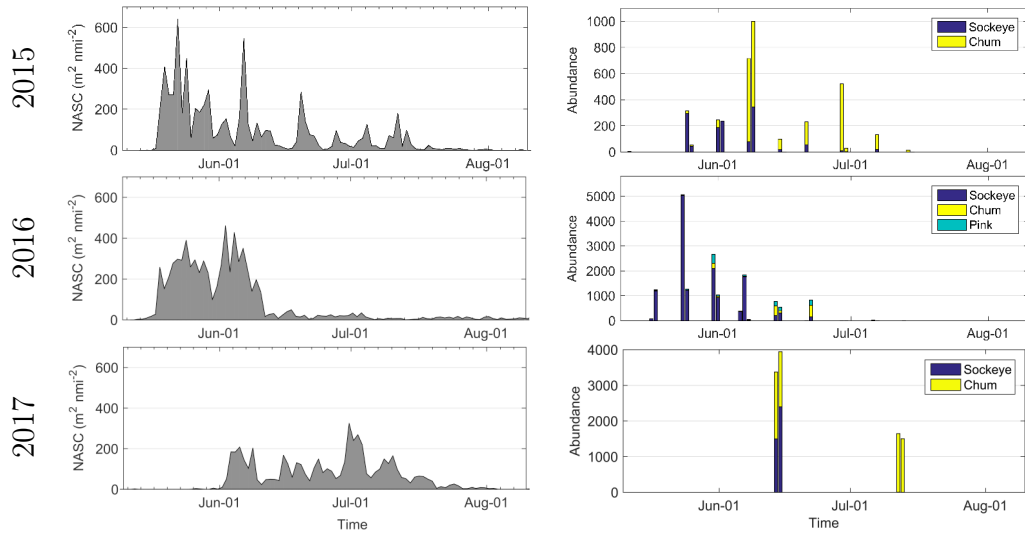 2015
NASC (m² nmi⁻²)
600
400
200
0
Jun-01
Jul-01
Aug-01
Abundance
1000
800
600
400
200
0
Jun-01
Jul-01
Aug-01
Sockeye
Chum
2016
NASC (m² nmi⁻²)
600
400
200
0
Jun-01
Jul-01
Aug-01
Abundance
5000
4000
3000
2000
1000
0
Jun-01
Jul-01
Aug-01
Sockeye
Chum
Pink
2017
NASC (m² nmi⁻²)
600
400
200
0
Jun-01
Jul-01
Aug-01
Time
Abundance
4000
3000
2000
1000
0
Jun-01
Jul-01
Aug-01
Time
Sockeye
Chum